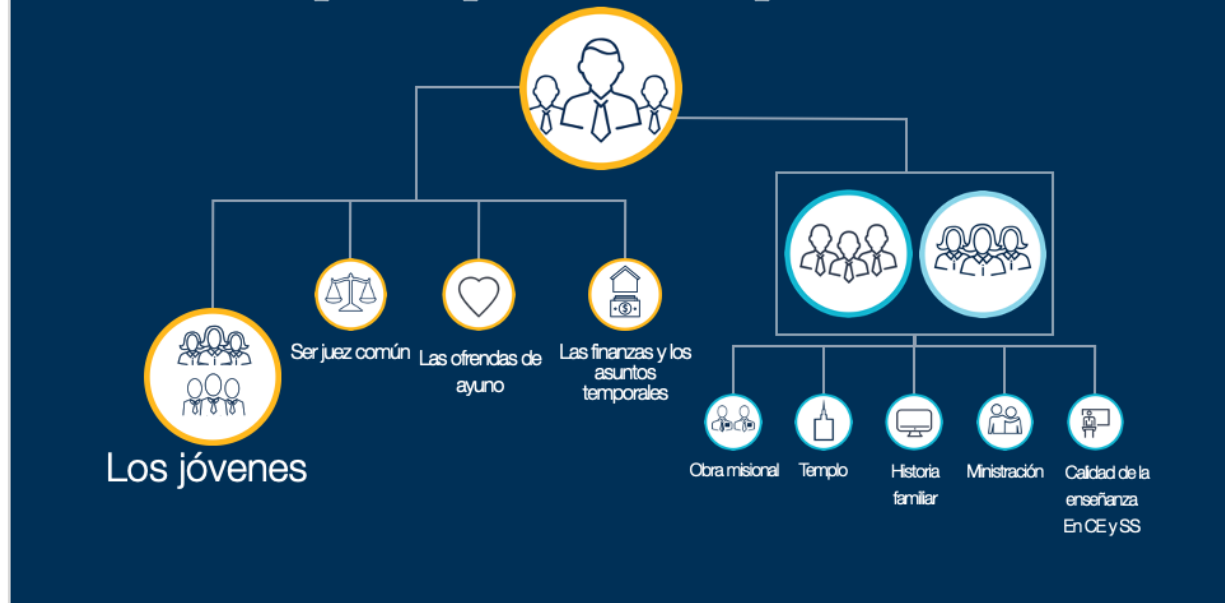 Los jóvenes
Ser juez común
Las ofrendas de
ayuno
Las finanzas y los
asuntos
temporales
Obra misional
Templo
Historia
familiar
Ministración
Calidad de la
enseñanza
En CE y SS